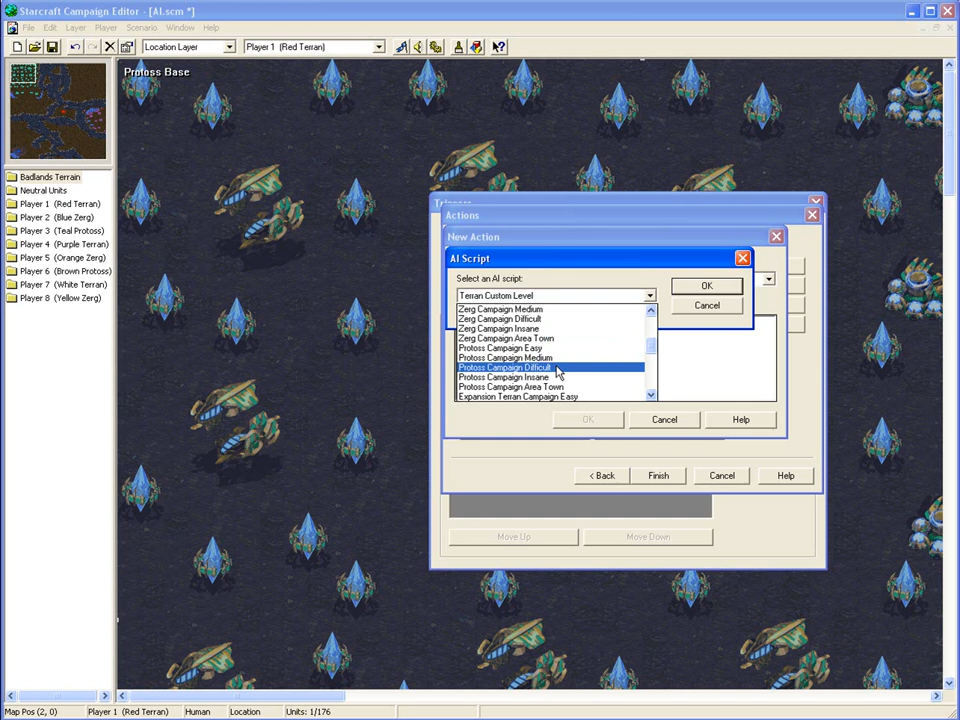 Starcraft Campaign Editor - [AI.scm *]
File Edit Layer Player Scenario Window Help
Location Layer Player 1 (Red Terran)
Protoss Base
Badlands Terrain
Neutral Units
Player 1 (Red Terran)
Player 2 (Blue Zerg)
Player 3 (Teal Protoss)
Player 4 (Purple Terran)
Player 5 (Orange Zerg)
Player 6 (Brown Protoss)
Player 7 (White Terran)
Player 8 (Yellow Zerg)
Triggers
Actions
New Action
AI Script
Select an AI script:
OK
Terran Custom Level
Cancel
Zerg Campaign Medium
Zerg Campaign Difficult
Zerg Campaign Insane
Zerg Campaign Area Town
Protoss Campaign Easy
Protoss Campaign Medium
Protoss Campaign Difficult
Protoss Campaign Insane
Protoss Campaign Area Town
Expansion Terran Campaign Easy
OK Cancel Help
< Back Finish Cancel Help
Move Up Move Down
Map Pos (2, 0) Player 1 (Red Terran) Human Location Units: 1/176